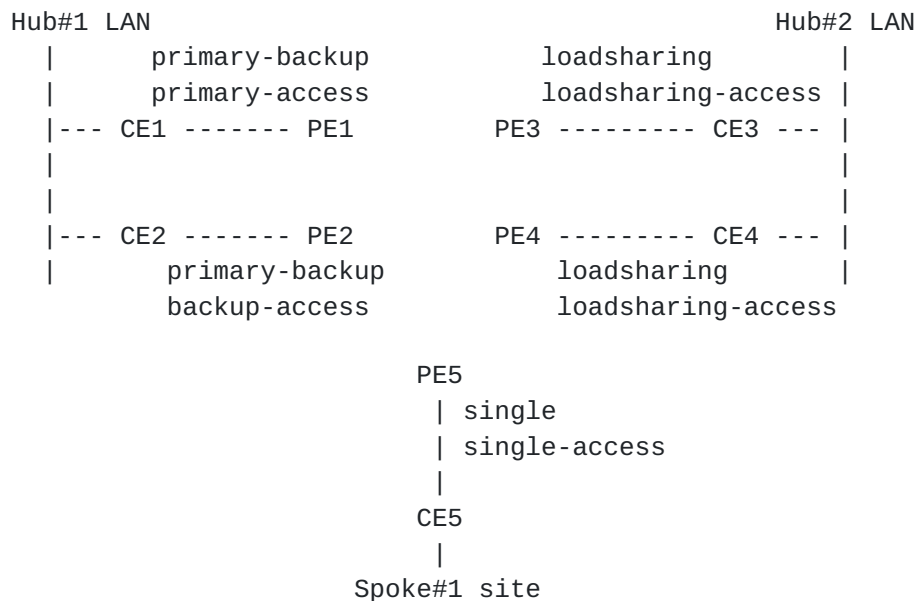 Hub#1 LAN                                         Hub#2 LAN
  |      primary-backup           loadsharing        |
  |      primary-access           loadsharing-access |
  |--- CE1 ------- PE1         PE3 --------- CE3 --- |
  |                                                  |
  |                                                  |
  |--- CE2 ------- PE2         PE4 --------- CE4 --- |
  |       primary-backup           loadsharing       |
          backup-access            loadsharing-access

                          PE5
                           | single
                           | single-access
                           |
                          CE5
                           |
                      Spoke#1 site